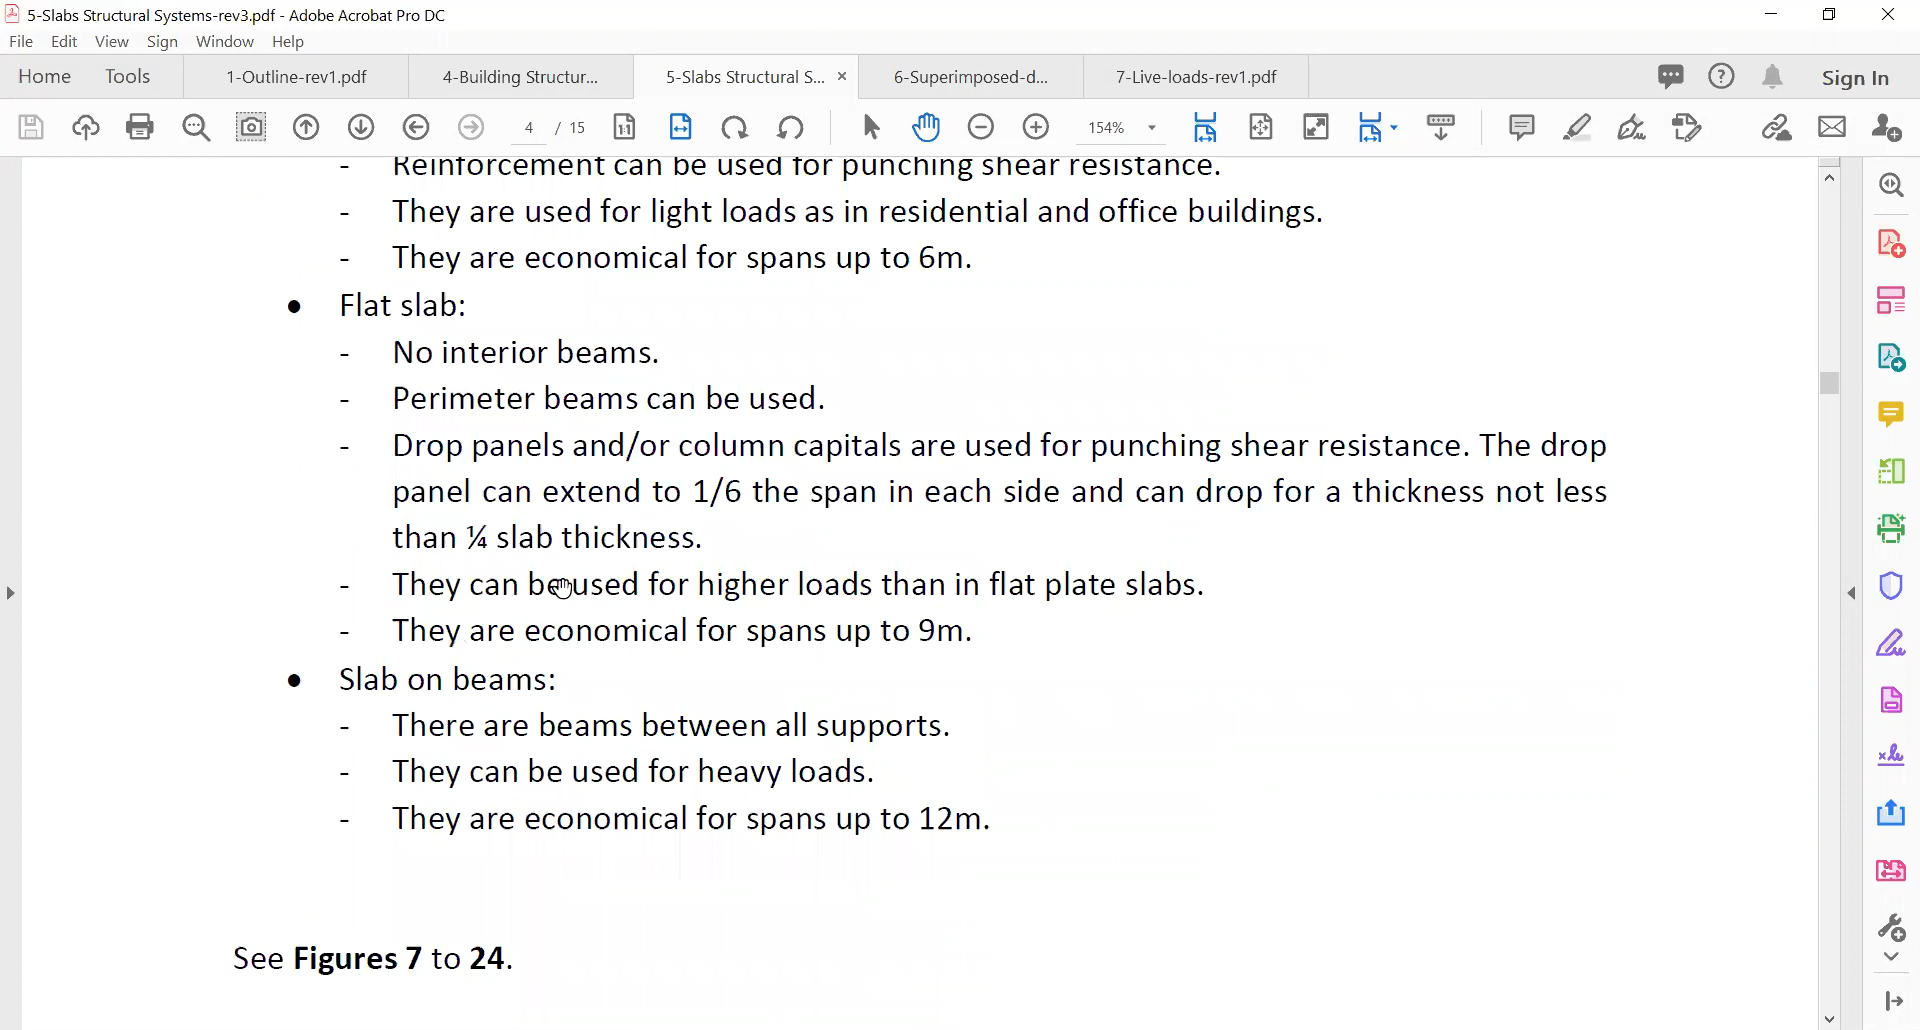 5-Slabs Structural Systems-rev3.pdf - Adobe Acrobat Pro DC
File Edit View Sign Window Help
Home Tools 1-Outline-rev1.pdf 4-Building Structur... 5-Slabs Structural S... × 6-Superimposed-d... 7-Live-loads-rev1.pdf Sign In
4 / 15 154%
- Reinforcement can be used for punching shear resistance.
- They are used for light loads as in residential and office buildings.
- They are economical for spans up to 6m.
● Flat slab:
- No interior beams.
- Perimeter beams can be used.
- Drop panels and/or column capitals are used for punching shear resistance. The drop
panel can extend to 1/6 the span in each side and can drop for a thickness not less
than ¼ slab thickness.
- They can be used for higher loads than in flat plate slabs.
- They are economical for spans up to 9m.
● Slab on beams:
- There are beams between all supports.
- They can be used for heavy loads.
- They are economical for spans up to 12m.
See Figures 7 to 24.